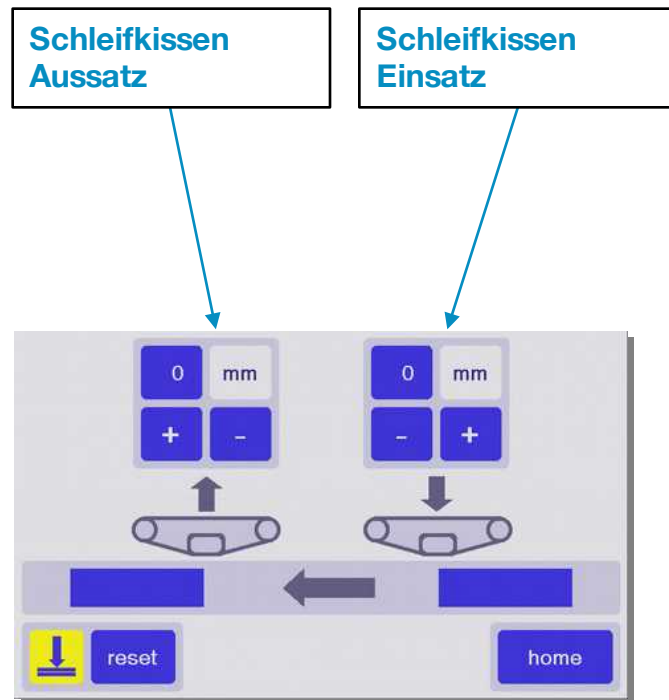 Schleifkissen
Aussatz
Schleifkissen
Einsatz
0 mm
+ -
0 mm
- +
reset
home